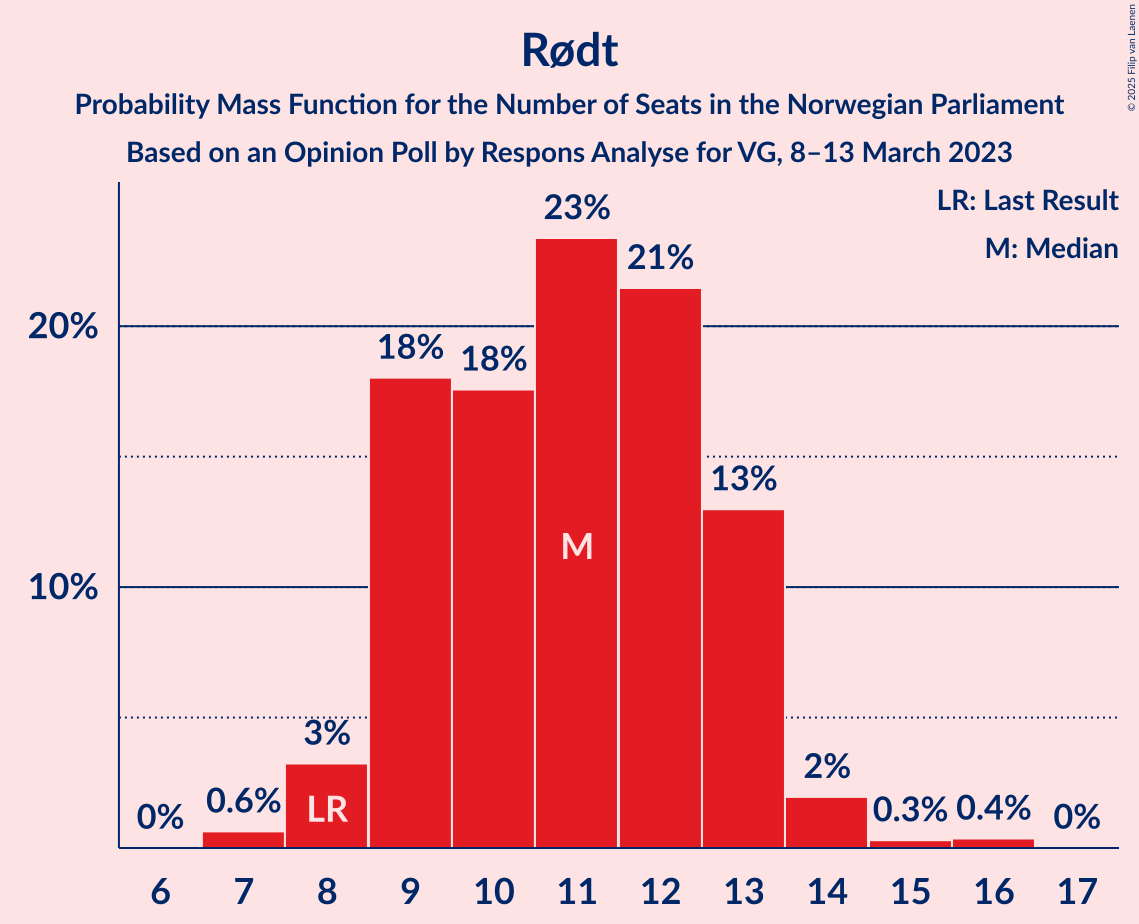 Rødt
Probability Mass Function for the Number of Seats in the Norwegian Parliament
Based on an Opinion Poll by Respons Analyse for VG, 8–13 March 2023
© 2025 Filip van Laenen
LR: Last Result
M: Median
20%
10%
0%
0.6%
3%
18%
18%
23%
21%
13%
2%
0.3%
0.4%
0%
LR
M
6 7 8 9 10 11 12 13 14 15 16 17